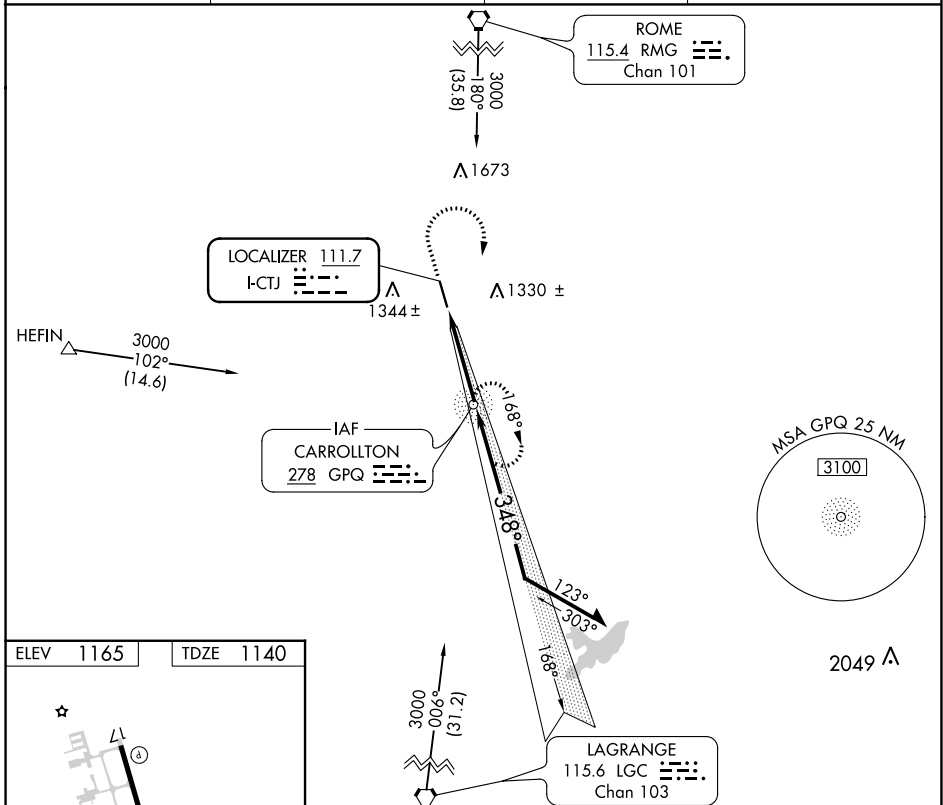 ROME
115.4 RMG
Chan 101
3000
180°
(35.8)
1673
LOCALIZER 111.7
I-CTJ
1344 ±
1330 ±
HEFIN
3000
102°
(14.6)
IAF
CARROLLTON
278 GPQ
168°
MSA GPQ 25 NM
3100
348°
123°
303°
168°
ELEV 1165
TDZE 1140
2049
17
P
3000
006°
(31.2)
LAGRANGE
115.6 LGC
Chan 103